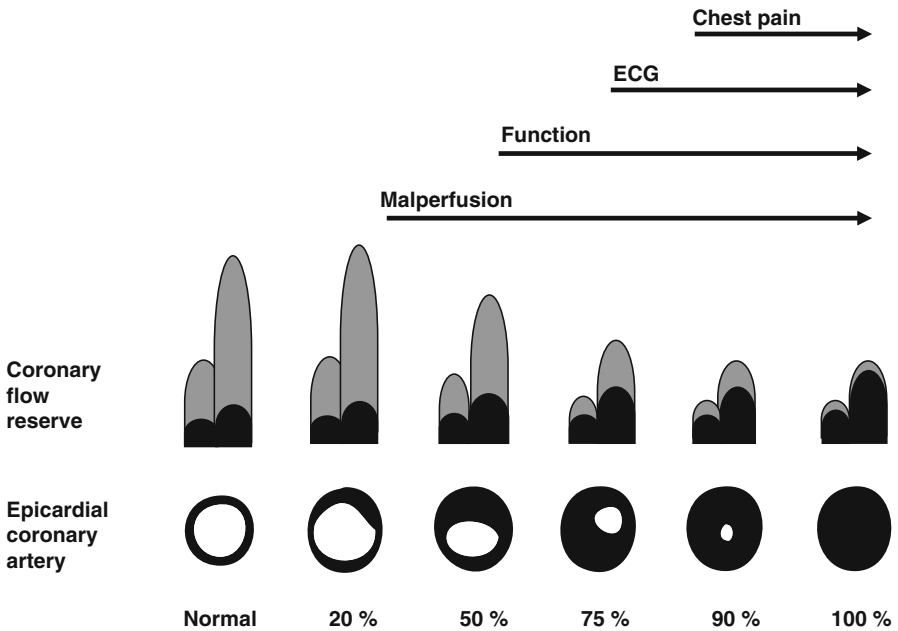 Chest pain
ECG
Function
Malperfusion
Coronary
flow
reserve
Epicardial
coronary
artery
Normal 20 % 50 % 75 % 90 % 100 %